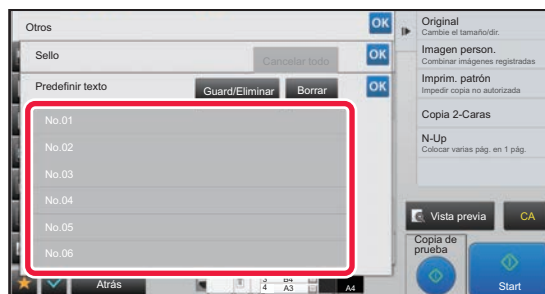 Otros
OK
Sello
Cancelar todo
OK
Predefinir texto
Guard/Eliminar
Borrar
OK
No.01
No.02
No.03
No.04
No.05
No.06
Atrás
3 B4
4 A3
A4
Original
Cambie el tamaño/dir.
Imagen person.
Combinar imágenes registradas
Imprim. patrón
Impedir copia no autorizada
Copia 2-Caras
N-Up
Colocar varias pág. en 1 pág.
Vista previa
CA
Copia de
prueba
Start